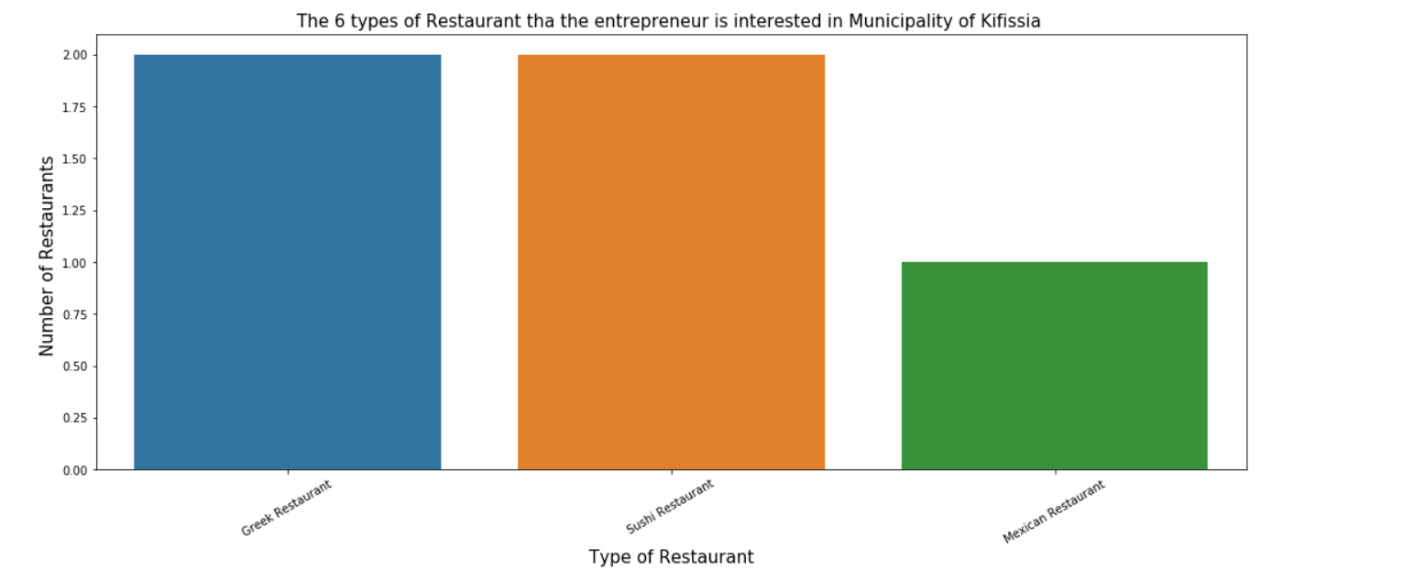 The 6 types of Restaurant tha the entrepreneur is interested in Municipality of Kifissia
Number of Restaurants
2.00
1.75
1.50
1.25
1.00
0.75
0.50
0.25
0.00
Greek Restaurant
Sushi Restaurant
Mexican Restaurant
Type of Restaurant